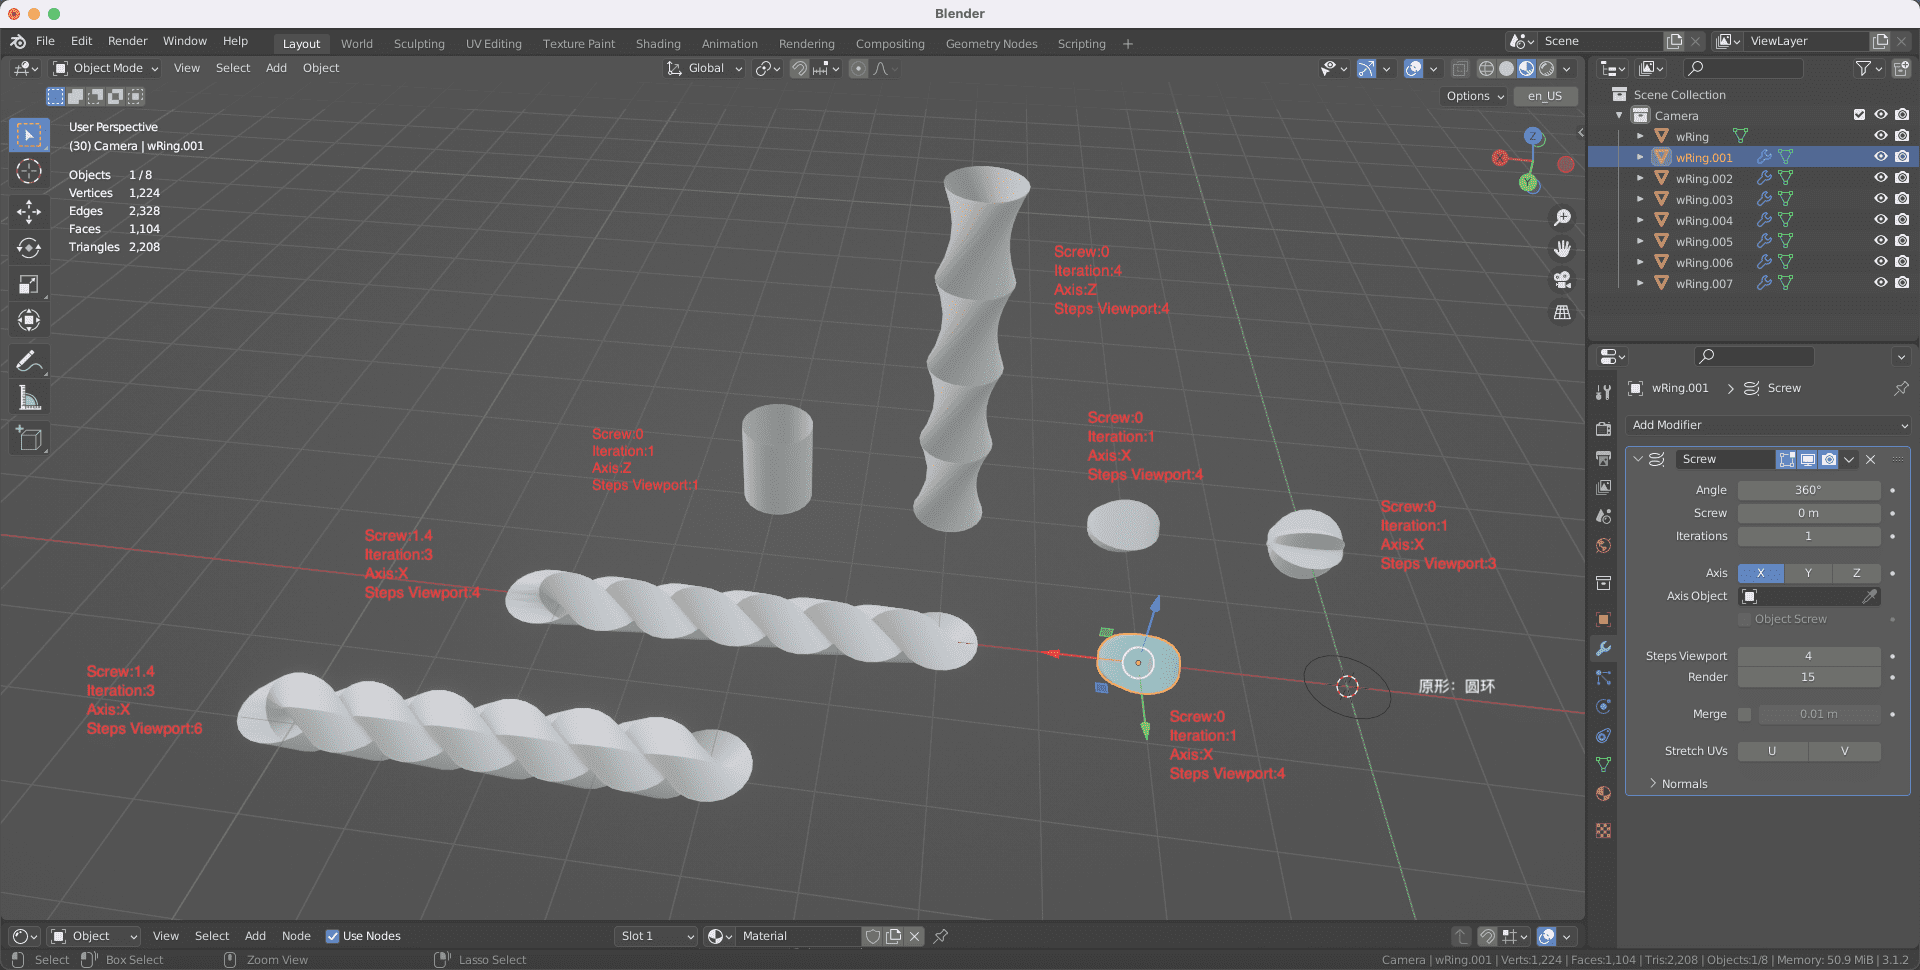 Blender
File Edit Render Window Help Layout World Sculpting UV Editing Texture Paint Shading Animation Rendering Compositing Geometry Nodes Scripting + Scene ViewLayer
Object Mode View Select Add Object Global
Options en_US
User Perspective
(30) Camera | wRing.001
Objects 1 / 8
Vertices 1,224
Edges 2,328
Faces 1,104
Triangles 2,208
Z
X
Y
Screw:0
Iteration:4
Axis:Z
Steps Viewport:4
Screw:0
Iteration:1
Axis:Z
Steps Viewport:1
Screw:0
Iteration:1
Axis:X
Steps Viewport:4
Screw:0
Iteration:1
Axis:X
Steps Viewport:3
Screw:1.4
Iteration:3
Axis:X
Steps Viewport:4
Screw:1.4
Iteration:3
Axis:X
Steps Viewport:6
原形：圆环
Screw:0
Iteration:1
Axis:X
Steps Viewport:4
Scene Collection
Camera
wRing
wRing.001
wRing.002
wRing.003
wRing.004
wRing.005
wRing.006
wRing.007
wRing.001 > Screw
Add Modifier
Screw
Angle 360°
Screw 0 m
Iterations 1
Axis X Y Z
Axis Object
Object Screw
Steps Viewport 4
Render 15
Merge 0.01 m
Stretch UVs U V
Normals
Object View Select Add Node Use Nodes Slot 1 Material
Select Box Select Zoom View Lasso Select Camera | wRing.001 | Verts:1,224 | Faces:1,104 | Tris:2,208 | Objects:1/8 | Memory: 50.9 MiB | 3.1.2